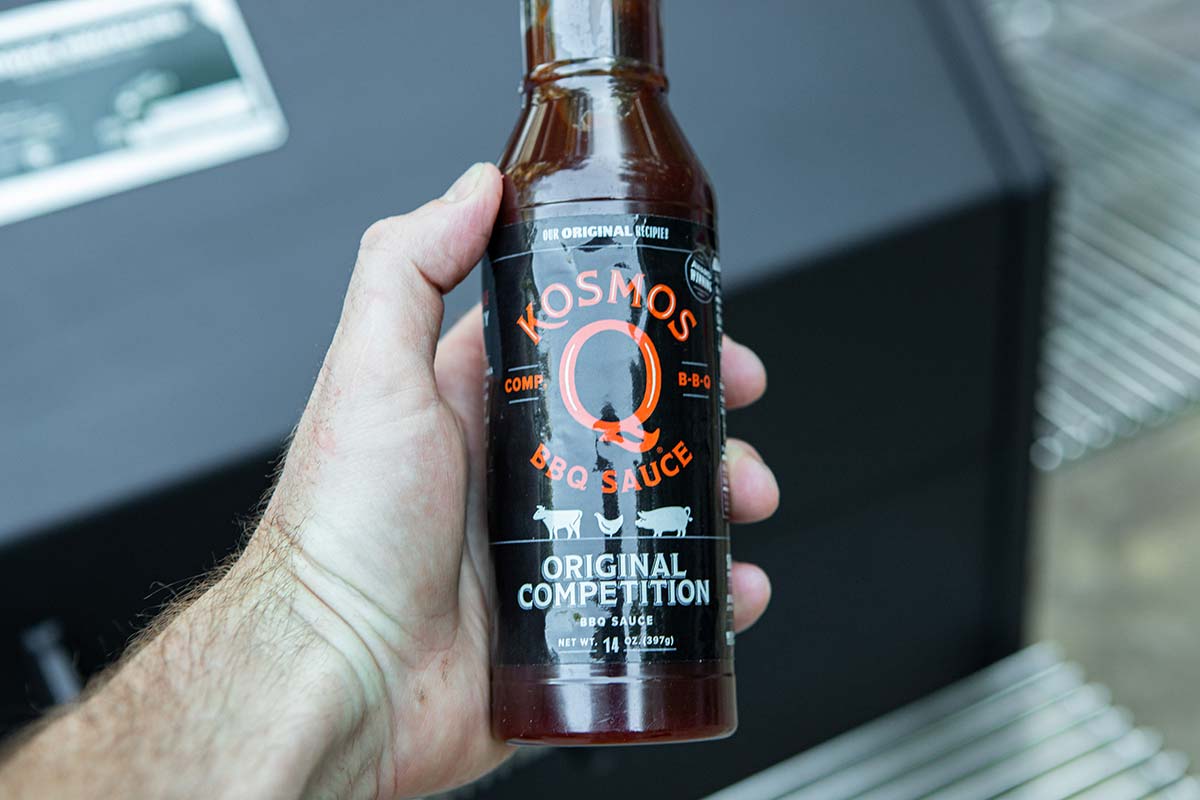 OUR ORIGINAL RECIPE!
KOSMOS
Q
COMP. B-B-Q
BBQ SAUCE
ORIGINAL
COMPETITION
BBQ SAUCE
NET WT. 14 OZ. (397g)